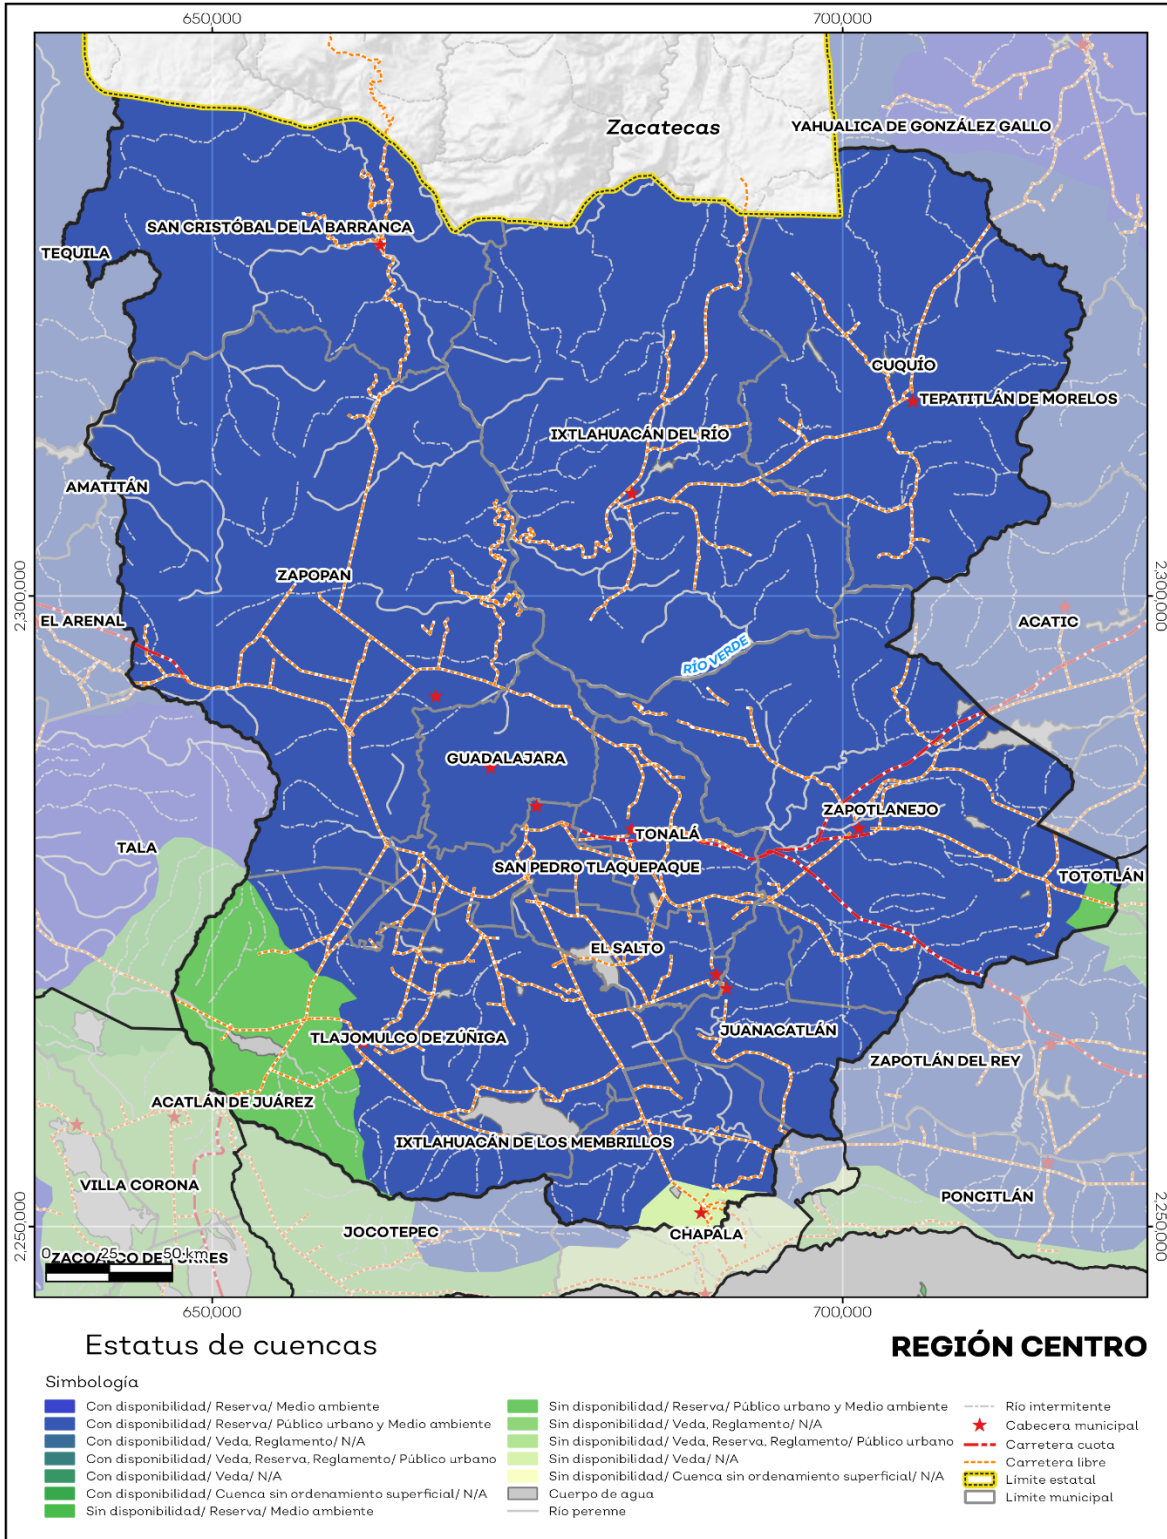 650,000
700,000
Zacatecas
YAHUALICA DE GONZÁLEZ GALLO
SAN CRISTÓBAL DE LA BARRANCA
TEQUILA
CUQUÍO
TEPATITLÁN DE MORELOS
IXTLAHUACÁN DEL RÍO
AMATITÁN
ZAPOPAN
2,300,000
2,300,000
EL ARENAL
ACATIC
RÍO VERDE
GUADALAJARA
ZAPOTLANEJO
TONALÁ
TALA
SAN PEDRO TLAQUEPAQUE
TOTOTLÁN
EL SALTO
JUANACATLÁN
TLAJOMULCO DE ZÚÑIGA
ZAPOTLÁN DEL REY
ACATLÁN DE JUÁREZ
IXTLAHUACÁN DE LOS MEMBRILLOS
VILLA CORONA
PONCITLÁN
JOCOTEPEC
CHAPALA
2,250,000
2,250,000
ZACOALCO DE TORRES
0 25 50 km
650,000
700,000
Estatus de cuencas
REGIÓN CENTRO
Simbología
Con disponibilidad/ Reserva/ Medio ambiente
Con disponibilidad/ Reserva/ Público urbano y Medio ambiente
Con disponibilidad/ Veda, Reglamento/ N/A
Con disponibilidad/ Veda, Reserva, Reglamento/ Público urbano
Con disponibilidad/ Veda/ N/A
Con disponibilidad/ Cuenca sin ordenamiento superficial/ N/A
Sin disponibilidad/ Reserva/ Medio ambiente
Sin disponibilidad/ Reserva/ Público urbano y Medio ambiente
Sin disponibilidad/ Veda, Reglamento/ N/A
Sin disponibilidad/ Veda, Reserva, Reglamento/ Público urbano
Sin disponibilidad/ Veda/ N/A
Sin disponibilidad/ Cuenca sin ordenamiento superficial/ N/A
Cuerpo de agua
Río perenne
Río intermitente
Cabecera municipal
Carretera cuota
Carretera libre
Límite estatal
Límite municipal